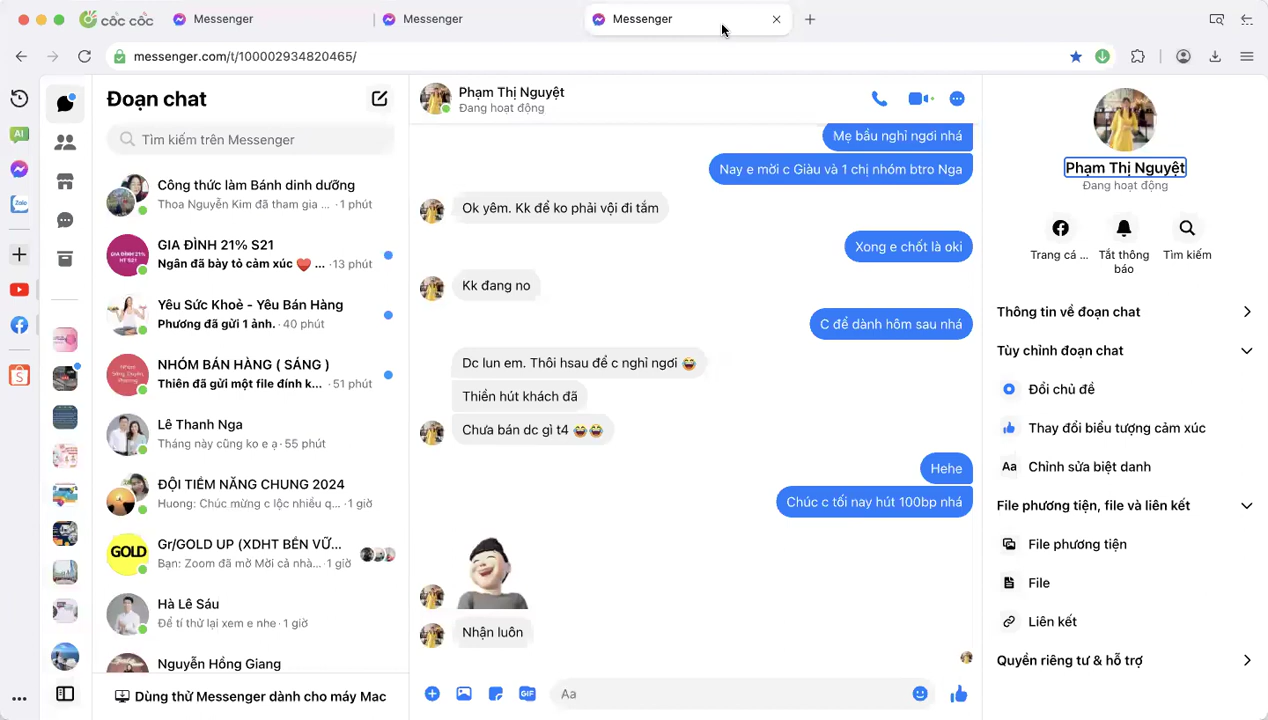 cốc cốc
Messenger
Messenger
Messenger
messenger.com/t/100002934820465/
Đoạn chat
Tìm kiếm trên Messenger
Công thức làm Bánh dinh dưỡng
Thoa Nguyễn Kim đã tham gia ... · 1 phút
GIA ĐÌNH 21% S21
Ngân đã bày tỏ cảm xúc ❤️ ... · 13 phút
Yêu Sức Khoẻ - Yêu Bán Hàng
Phương đã gửi 1 ảnh. · 40 phút
NHÓM BÁN HÀNG ( SÁNG )
Thiên đã gửi một file đính k... · 51 phút
Lê Thanh Nga
Tháng này cũng ko e ạ · 55 phút
ĐỘI TIỀM NĂNG CHUNG 2024
Huong: Chúc mừng c lộc nhiều q... · 1 giờ
GOLD
Gr/GOLD UP (XDHT BỀN VỮ...
Bạn: Zoom đã mở Mời cả nhà... · 1 giờ
Hà Lê Sáu
Để tí thử lại xem e nhe · 1 giờ
Nguyễn Hồng Giang
Dùng thử Messenger dành cho máy Mac
Phạm Thị Nguyệt
Đang hoạt động
Mẹ bầu nghỉ ngơi nhá
Nay e mời c Giàu và 1 chị nhóm btro Nga
Ok yêm. Kk để ko phải vội đi tắm
Xong e chốt là oki
Kk đang no
C để dành hôm sau nhá
Dc lun em. Thôi hsau để c nghỉ ngơi 😂
Thiền hút khách đã
Chưa bán dc gì t4 😂😂
Hehe
Chúc c tối nay hút 100bp nhá
Nhận luôn
GIF
Aa
Phạm Thị Nguyệt
Đang hoạt động
Trang cá ...
Tắt thông báo
Tìm kiếm
Thông tin về đoạn chat
Tùy chỉnh đoạn chat
Đổi chủ đề
Thay đổi biểu tượng cảm xúc
Aa Chỉnh sửa biệt danh
File phương tiện, file và liên kết
File phương tiện
File
Liên kết
Quyền riêng tư & hỗ trợ
AI
Zalo